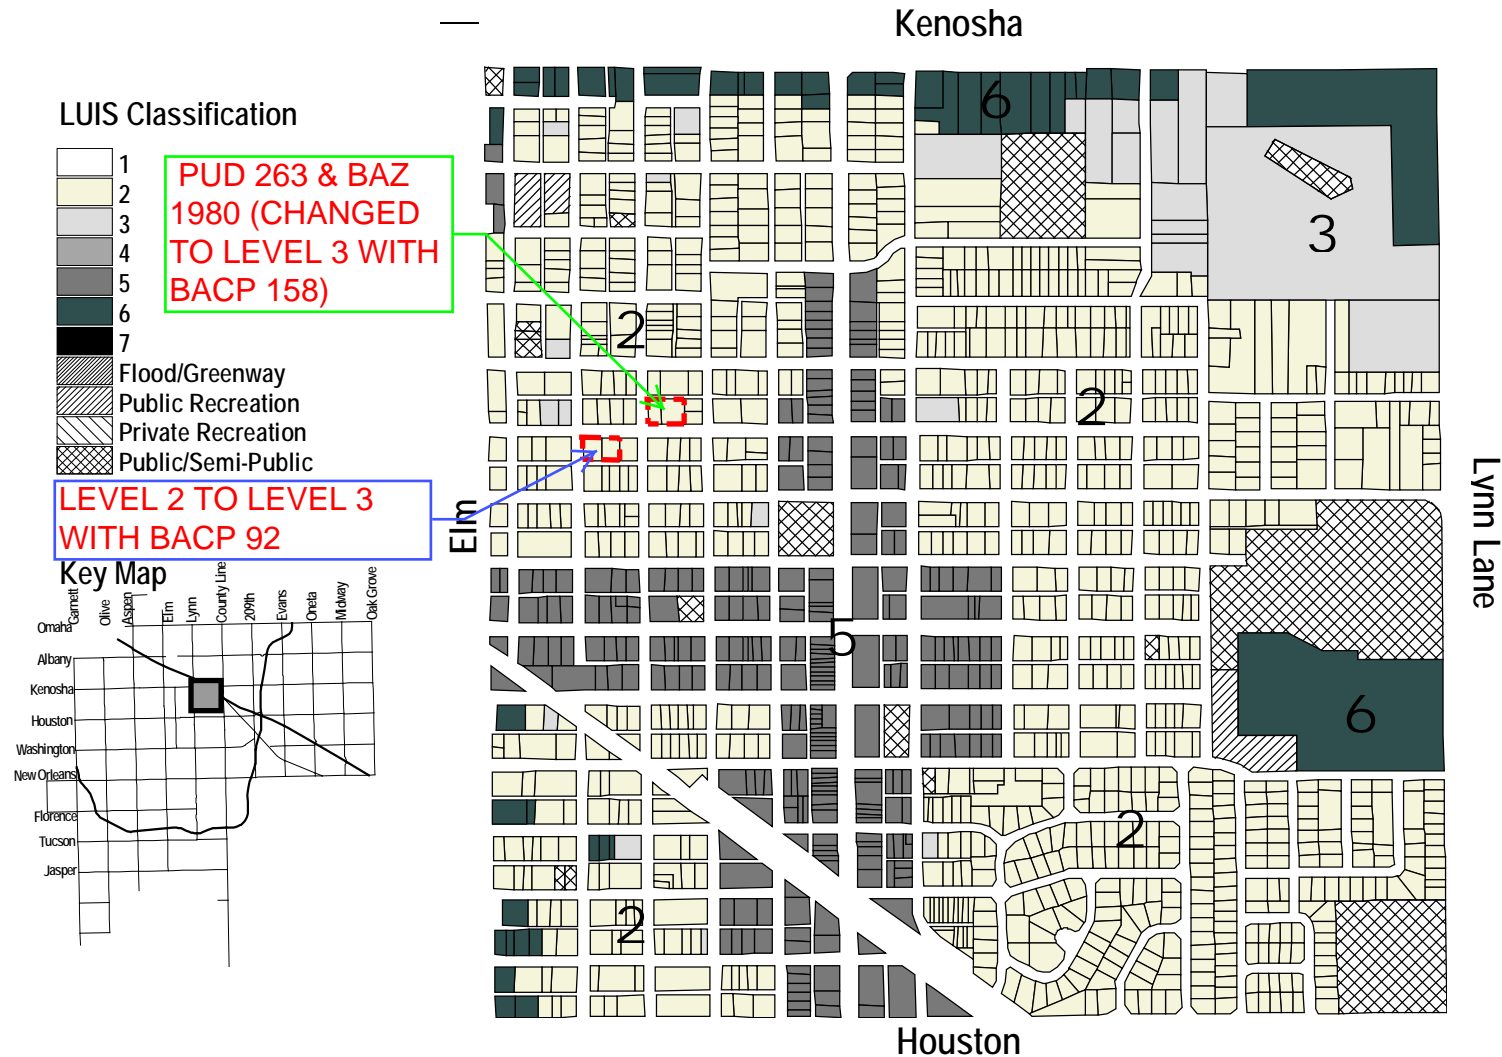 Kenosha
LUIS Classification
1
2
3
4
5
6
7
Flood/Greenway
Public Recreation
Private Recreation
Public/Semi-Public
PUD 263 & BAZ
1980 (CHANGED
TO LEVEL 3 WITH
BACP 158)
LEVEL 2 TO LEVEL 3
WITH BACP 92
Elm
Lynn Lane
Houston
6
3
2
2
5
6
2
2
Key Map
Garnett
Olive
Aspen
Elm
Lynn
County Line
209th
Evans
Oneta
Midway
Oak Grove
Omaha
Albany
Kenosha
Houston
Washington
New Orleans
Florence
Tucson
Jasper